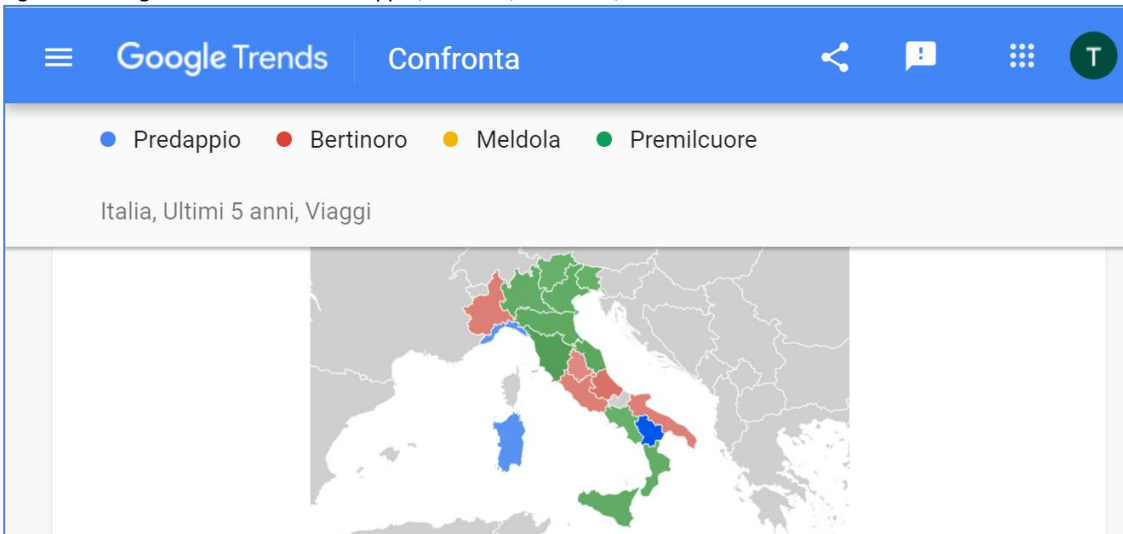 Google Trends Confronta T
Predappio Bertinoro Meldola Premilcuore
Italia, Ultimi 5 anni, Viaggi